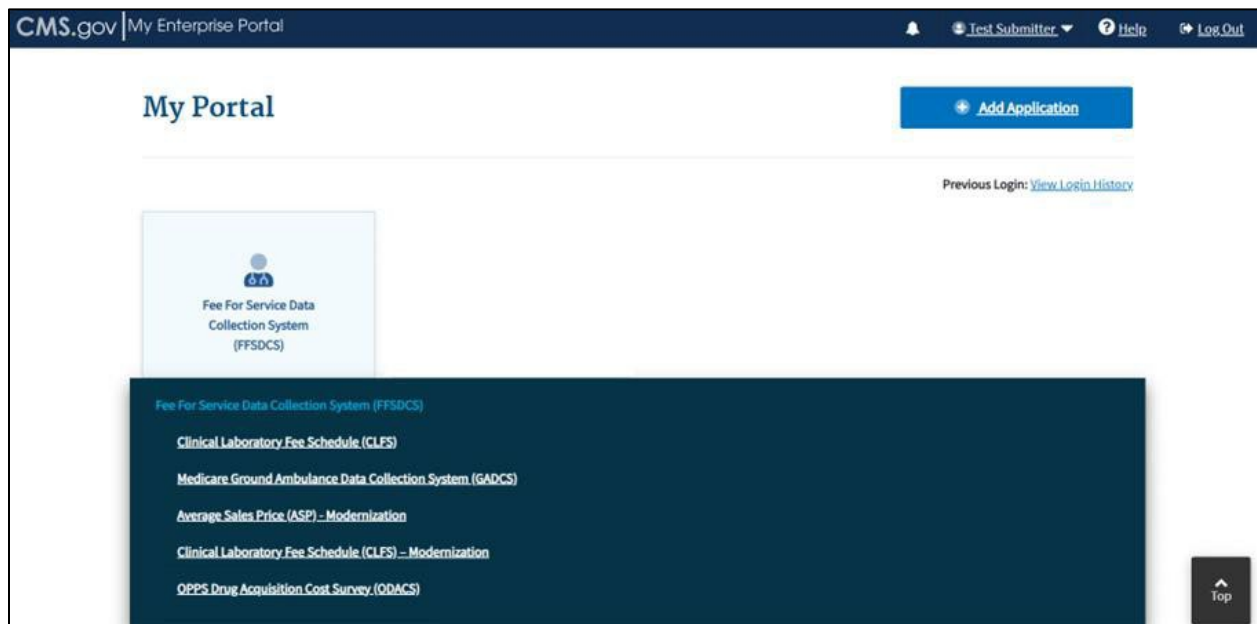 CMS.gov My Enterprise Portal
Test Submitter Help Log Out
My Portal
Add Application
Previous Login: View Login History
Fee For Service Data
Collection System
(FFSDCS)
Fee For Service Data Collection System (FFSDCS)
Clinical Laboratory Fee Schedule (CLFS)
Medicare Ground Ambulance Data Collection System (GADCS)
Average Sales Price (ASP) - Modernization
Clinical Laboratory Fee Schedule (CLFS) – Modernization
OPPS Drug Acquisition Cost Survey (ODACS)
Top